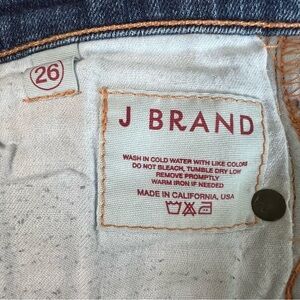 26
J BRAND
WASH IN COLD WATER WITH LIKE COLORS
DO NOT BLEACH, TUMBLE DRY LOW
REMOVE PROMPTLY
WARM IRON IF NEEDED
MADE IN CALIFORNIA, USA